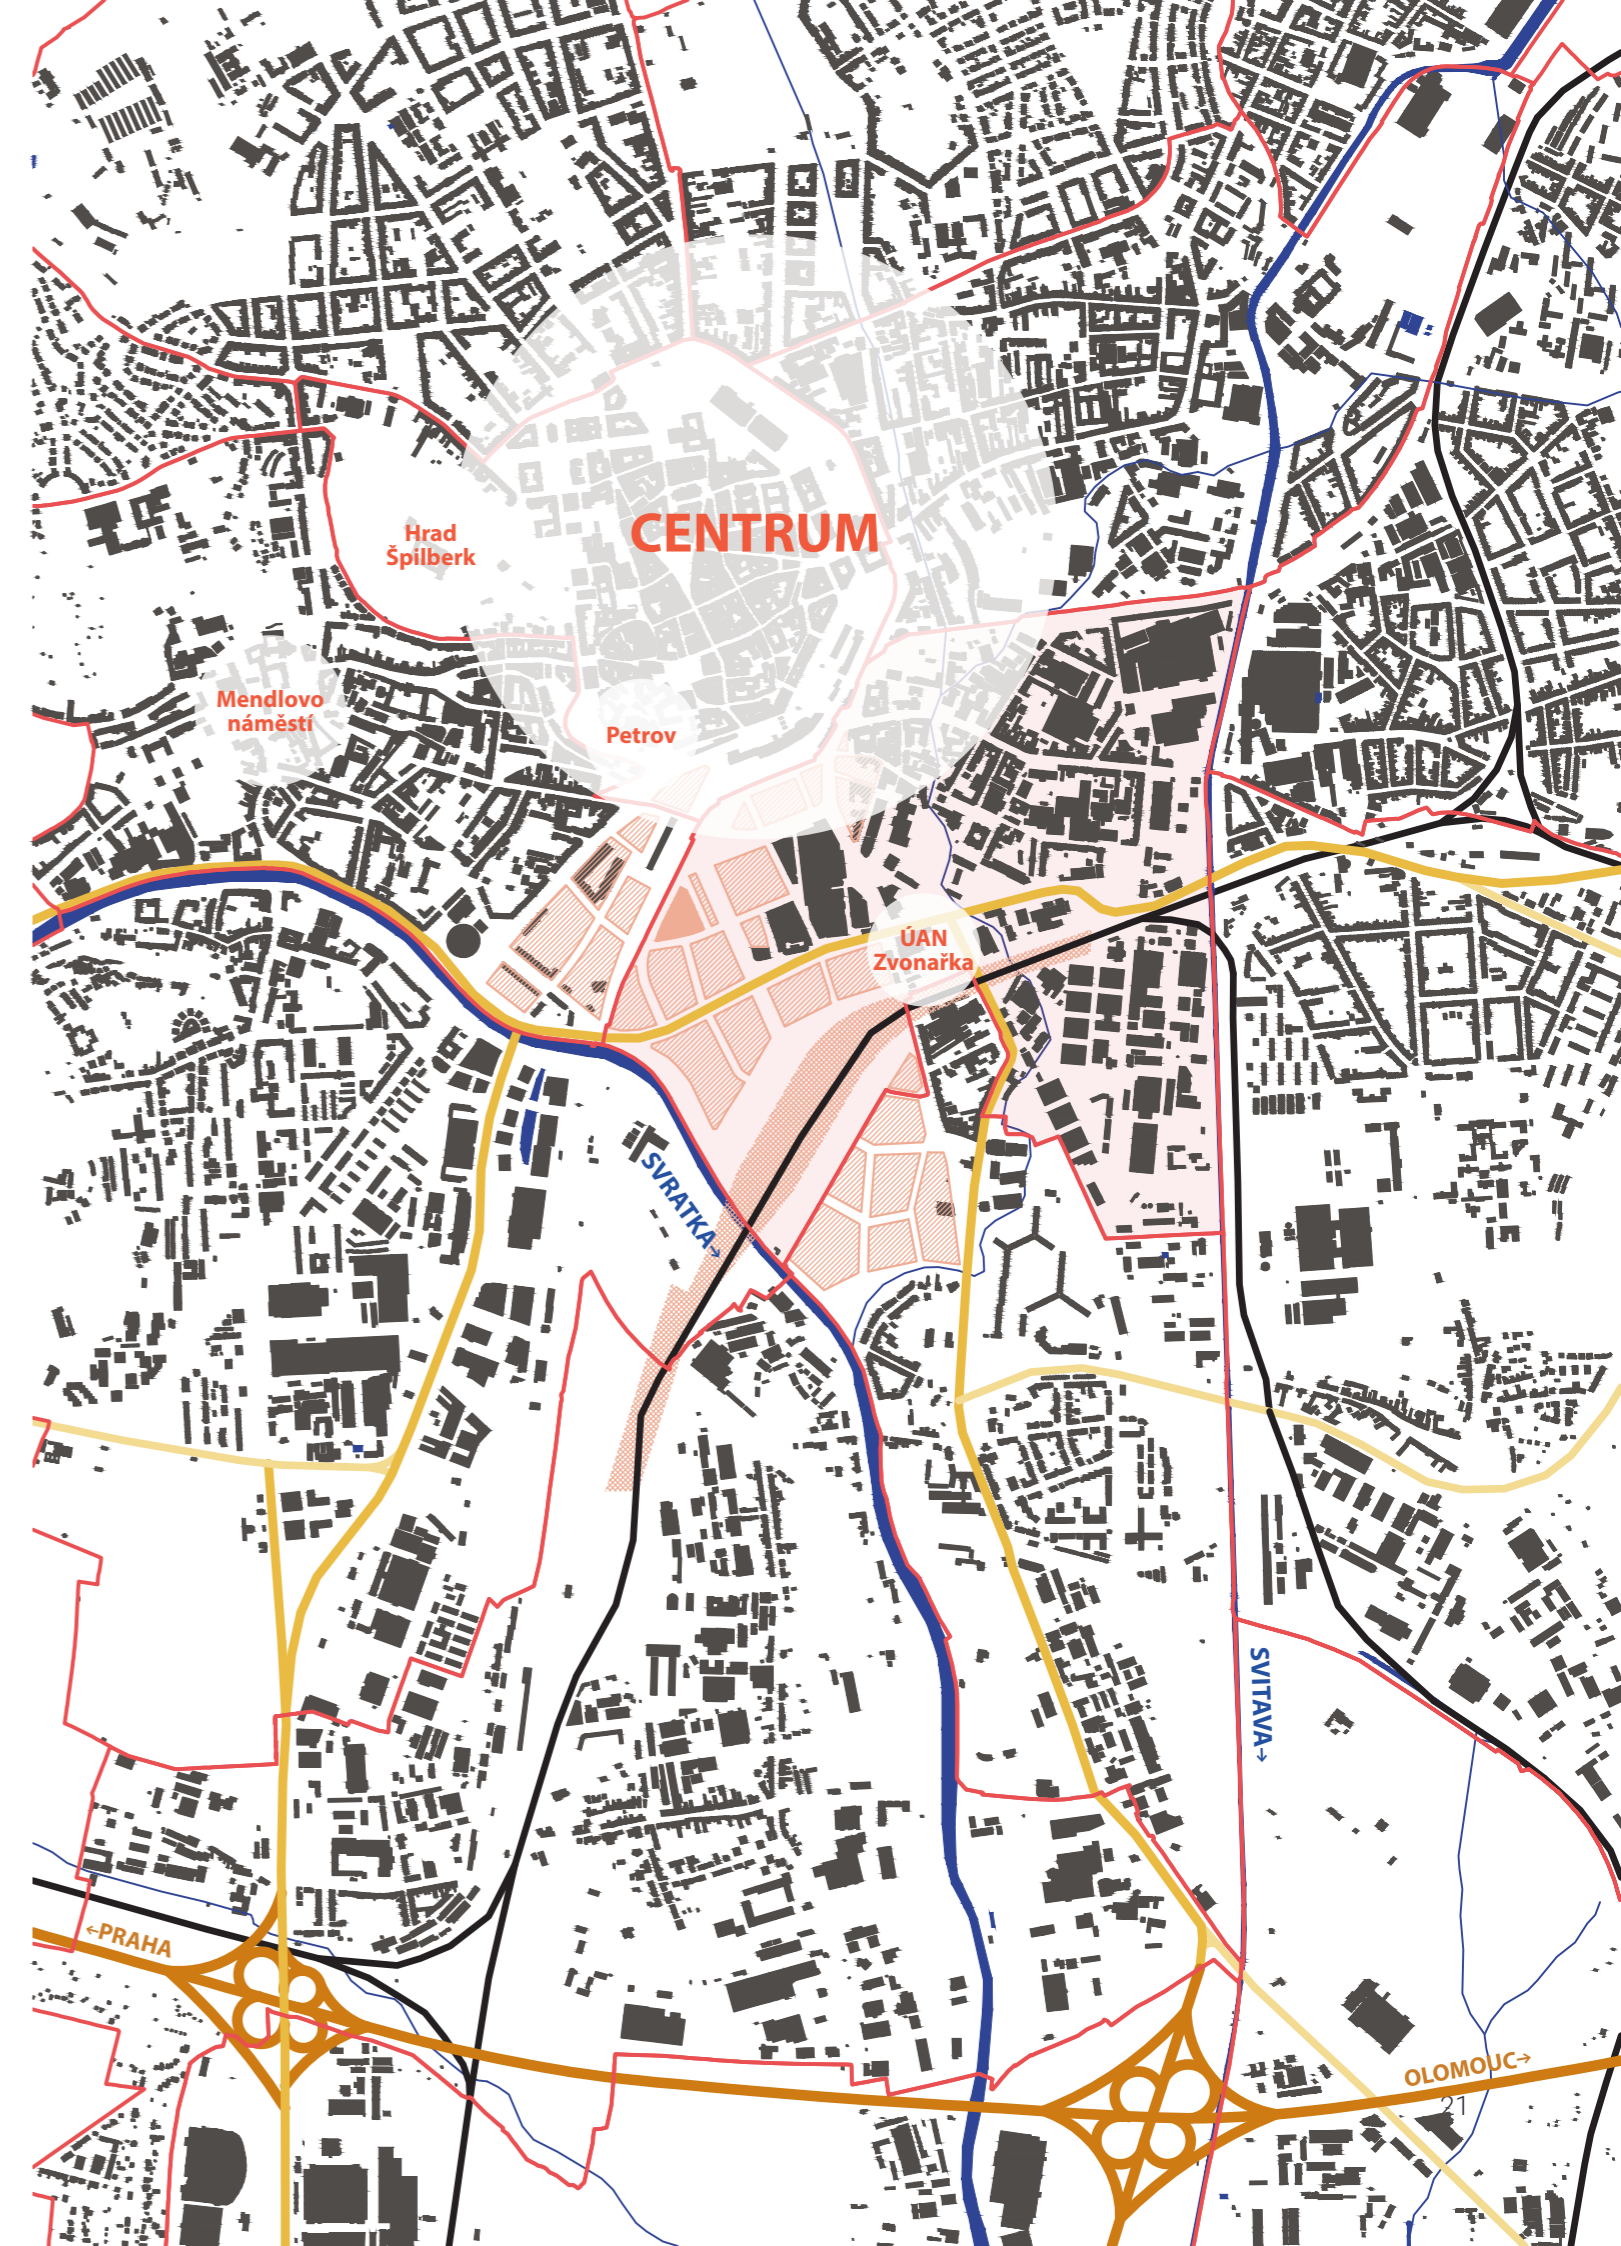 CENTRUM
Hrad
Špilberk
Mendlovo
náměstí
Petrov
ÚAN
Zvonařka
SVRATKA→
SVITAVA→
←PRAHA
OLOMOUC→
21